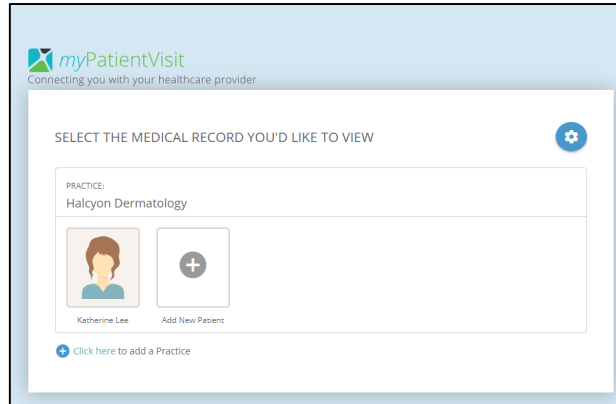 myPatientVisit
Connecting you with your healthcare provider
SELECT THE MEDICAL RECORD YOU'D LIKE TO VIEW
PRACTICE:
Halcyon Dermatology
Katherine Lee
Add New Patient
Click here to add a Practice